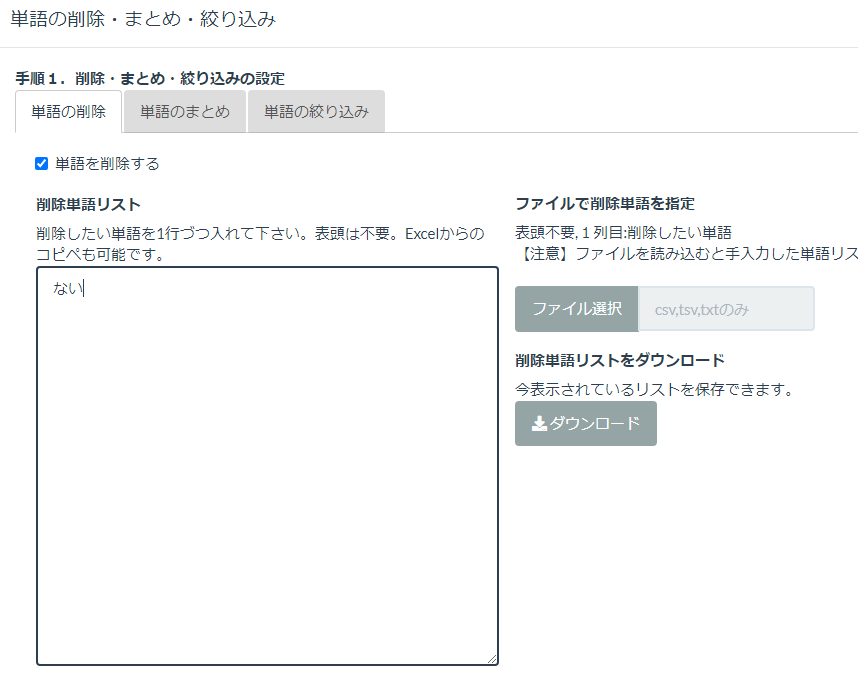 単語の削除・まとめ・絞り込み
手順１．削除・まとめ・絞り込みの設定
単語の削除
単語のまとめ
単語の絞り込み
単語を削除する
削除単語リスト
削除したい単語を1行づつ入れて下さい。表頭は不要。Excelからの
コピペも可能です。
ない
ファイルで削除単語を指定
表頭不要,１列目:削除したい単語
【注意】ファイルを読み込むと手入力した単語リス
ファイル選択
csv,tsv,txtのみ
削除単語リストをダウンロード
今表示されているリストを保存できます。
ダウンロード